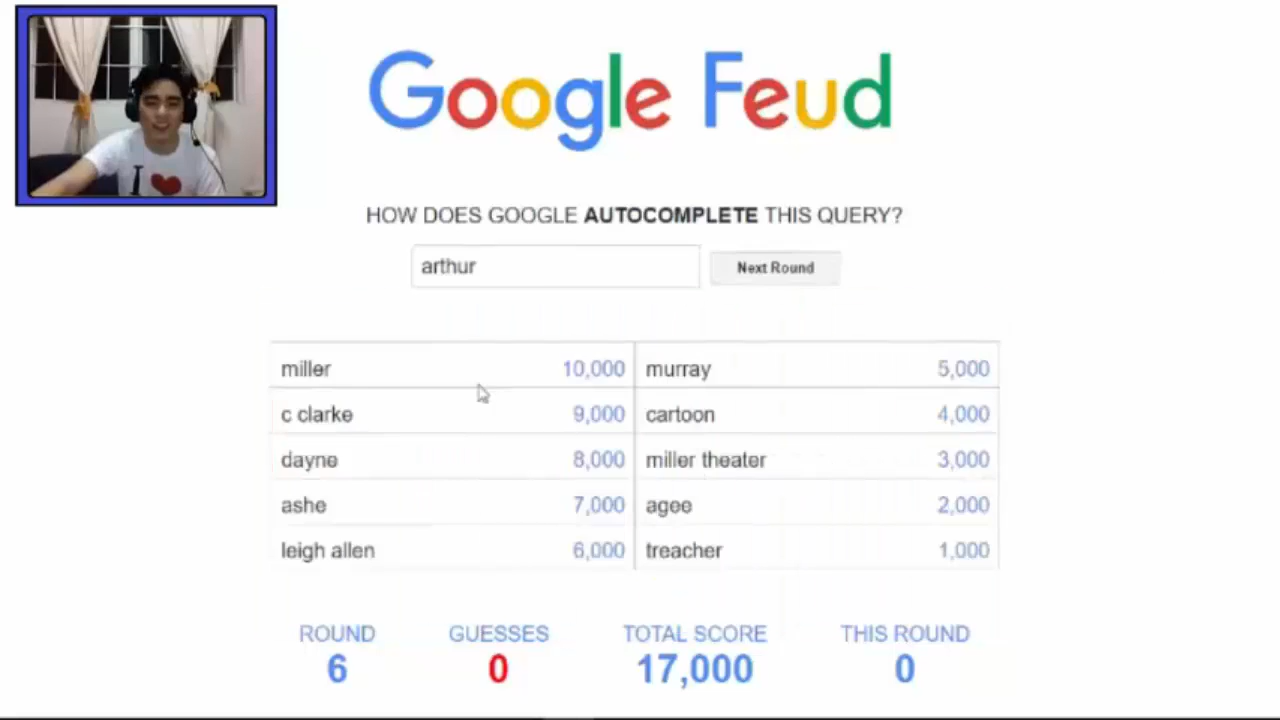 Google Feud
I
HOW DOES GOOGLE AUTOCOMPLETE THIS QUERY?
arthur
Next Round
miller 10,000
murray 5,000
c clarke 9,000
cartoon 4,000
dayne 8,000
miller theater 3,000
ashe 7,000
agee 2,000
leigh allen 6,000
treacher 1,000
ROUND GUESSES TOTAL SCORE THIS ROUND
6 0 17,000 0